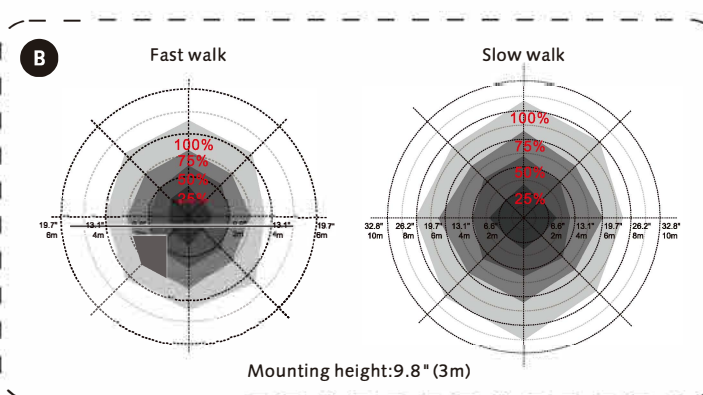 B
Fast walk
Slow walk
100%
75%
50%
25%
100%
75%
50%
25%
19.7" 13.1" 13.1" 19.7"
6m 4m 2m 4m 6m
32.8" 26.2" 19.7" 13.1" 6.6" 6.6" 13.1" 19.7" 26.2" 32.8"
10m 8m 6m 4m 2m 2m 4m 6m 8m 10m
Mounting height:9.8" (3m)